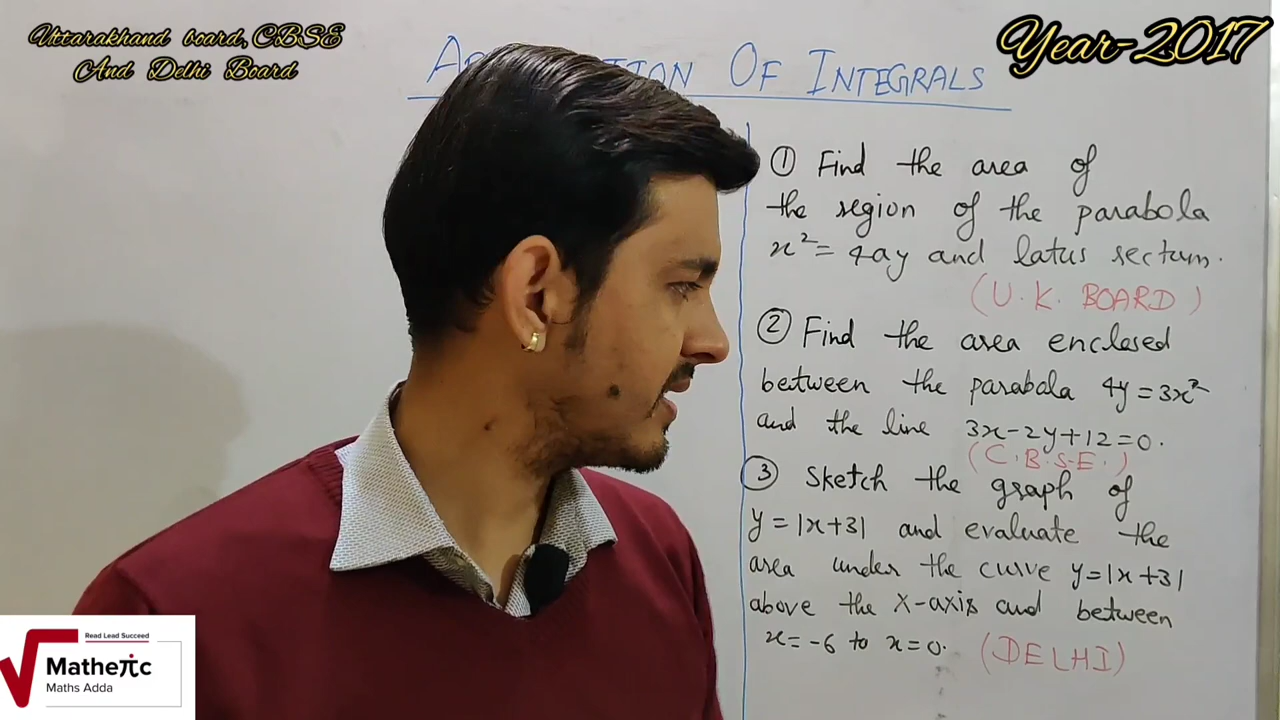 Uttarakhand board, CBSE
And Delhi Board
Year-2017
TION OF INTEGRALS
① Find the area of
the region of the parabola
x² = 4ay and latus rectum.
(U.K. BOARD)
② Find the area enclosed
between the parabala 4y = 3x²
and the line 3x-2y+12=0.
(C.B.S.E.)
③ Sketch the graph of
y = |x+3| and evaluate the
area under the curve y=|x+3|
above the X-axis and between
x = -6 to x = 0. (DELHI)
Read Lead Succeed
Matheπc
Maths Adda